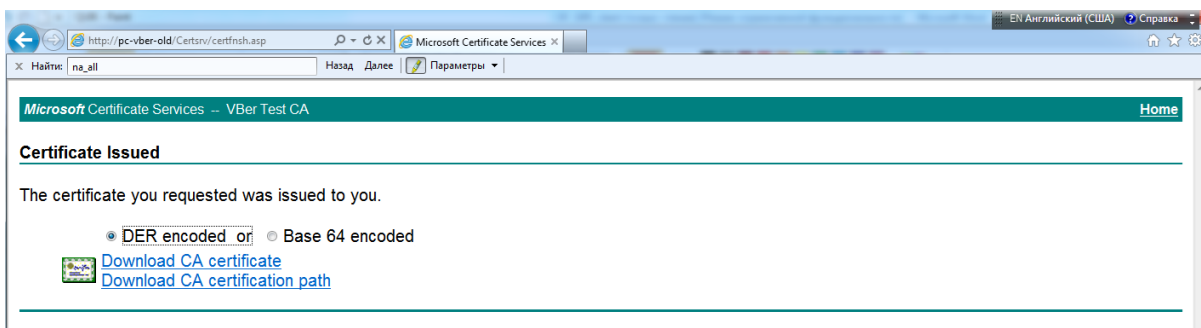 EN Английский (США) Справка
http://pc-vber-old/Certsrv/certfnsh.asp Microsoft Certificate Services
Найти: na_all Назад Далее Параметры
Microsoft Certificate Services -- VBer Test CA Home
Certificate Issued
The certificate you requested was issued to you.
DER encoded or Base 64 encoded
Download CA certificate
Download CA certification path